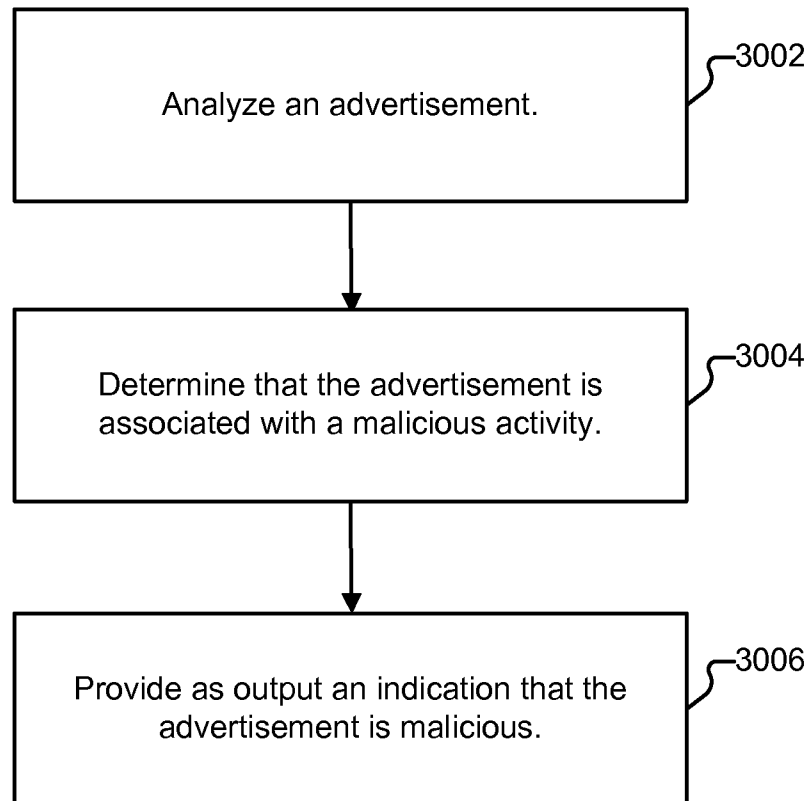 Analyze an advertisement.
3002
Determine that the advertisement is
associated with a malicious activity.
3004
Provide as output an indication that the
advertisement is malicious.
3006